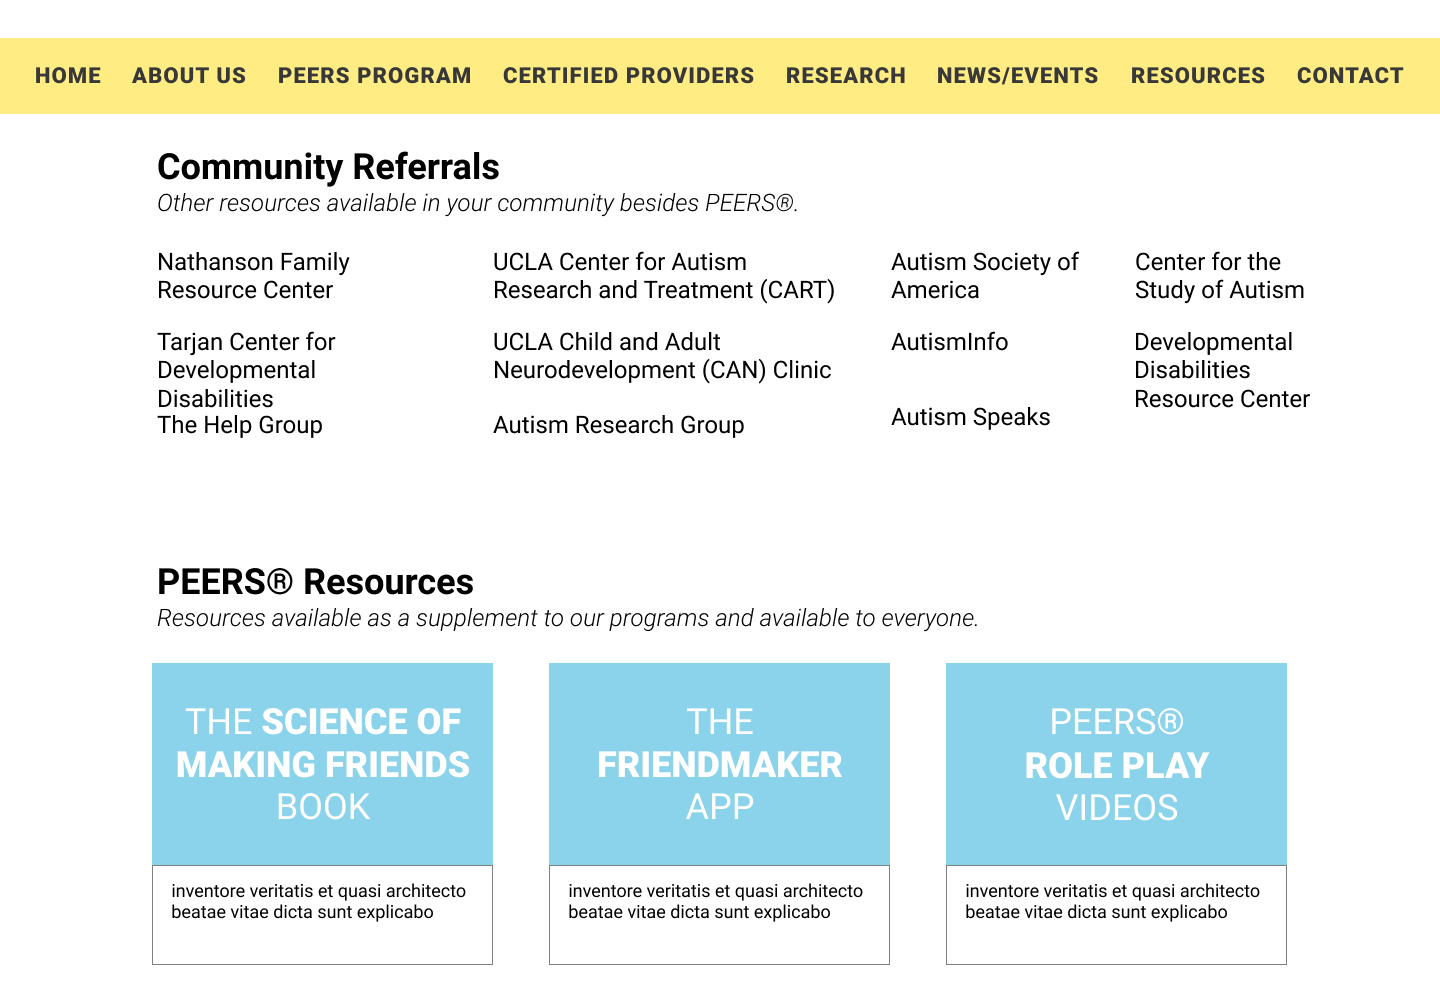 HOME ABOUT US PEERS PROGRAM CERTIFIED PROVIDERS RESEARCH NEWS/EVENTS RESOURCES CONTACT
Community Referrals
Other resources available in your community besides PEERS®.
Nathanson Family
Resource Center
Tarjan Center for
Developmental
Disabilities
The Help Group
UCLA Center for Autism
Research and Treatment (CART)
UCLA Child and Adult
Neurodevelopment (CAN) Clinic
Autism Research Group
Autism Society of
America
AutismInfo
Autism Speaks
Center for the
Study of Autism
Developmental
Disabilities
Resource Center
PEERS® Resources
Resources available as a supplement to our programs and available to everyone.
THE SCIENCE OF
MAKING FRIENDS
BOOK
inventore veritatis et quasi architecto
beatae vitae dicta sunt explicabo
THE
FRIENDMAKER
APP
inventore veritatis et quasi architecto
beatae vitae dicta sunt explicabo
PEERS®
ROLE PLAY
VIDEOS
inventore veritatis et quasi architecto
beatae vitae dicta sunt explicabo